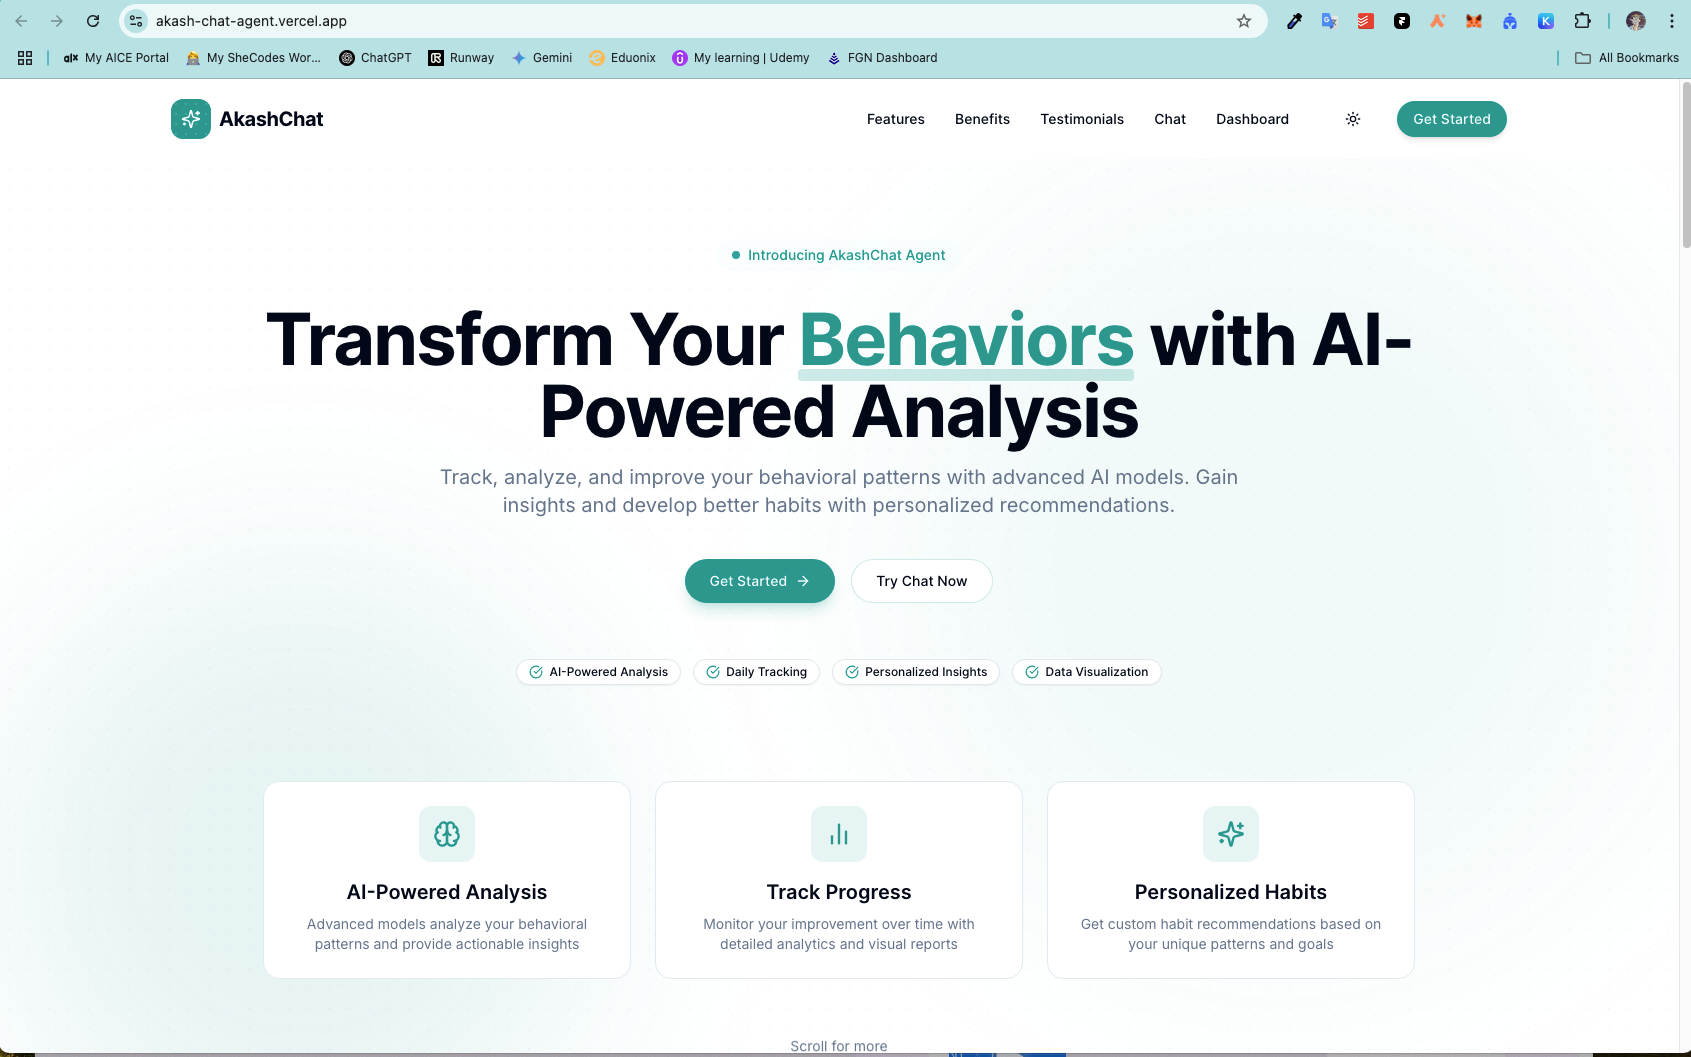 akash-chat-agent.vercel.app
My AICE Portal
My SheCodes Wor...
ChatGPT
Runway
Gemini
Eduonix
My learning | Udemy
FGN Dashboard
All Bookmarks
AkashChat
Features
Benefits
Testimonials
Chat
Dashboard
Get Started
Introducing AkashChat Agent
Transform Your Behaviors with AI-
Powered Analysis
Track, analyze, and improve your behavioral patterns with advanced AI models. Gain
insights and develop better habits with personalized recommendations.
Get Started
Try Chat Now
AI-Powered Analysis
Daily Tracking
Personalized Insights
Data Visualization
AI-Powered Analysis
Advanced models analyze your behavioral
patterns and provide actionable insights
Track Progress
Monitor your improvement over time with
detailed analytics and visual reports
Personalized Habits
Get custom habit recommendations based on
your unique patterns and goals
Scroll for more